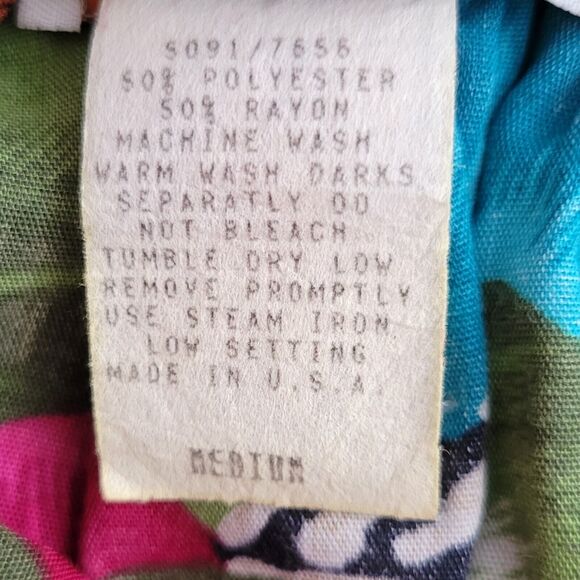 S091/7656
50% POLYESTER
50% RAYON
MACHINE WASH
WARM WASH DARKS
SEPARATLY DO
NOT BLEACH
TUMBLE DRY LOW
REMOVE PROMPTLY
USE STEAM IRON
LOW SETTING
MADE IN U.S.A.
MEDIUM